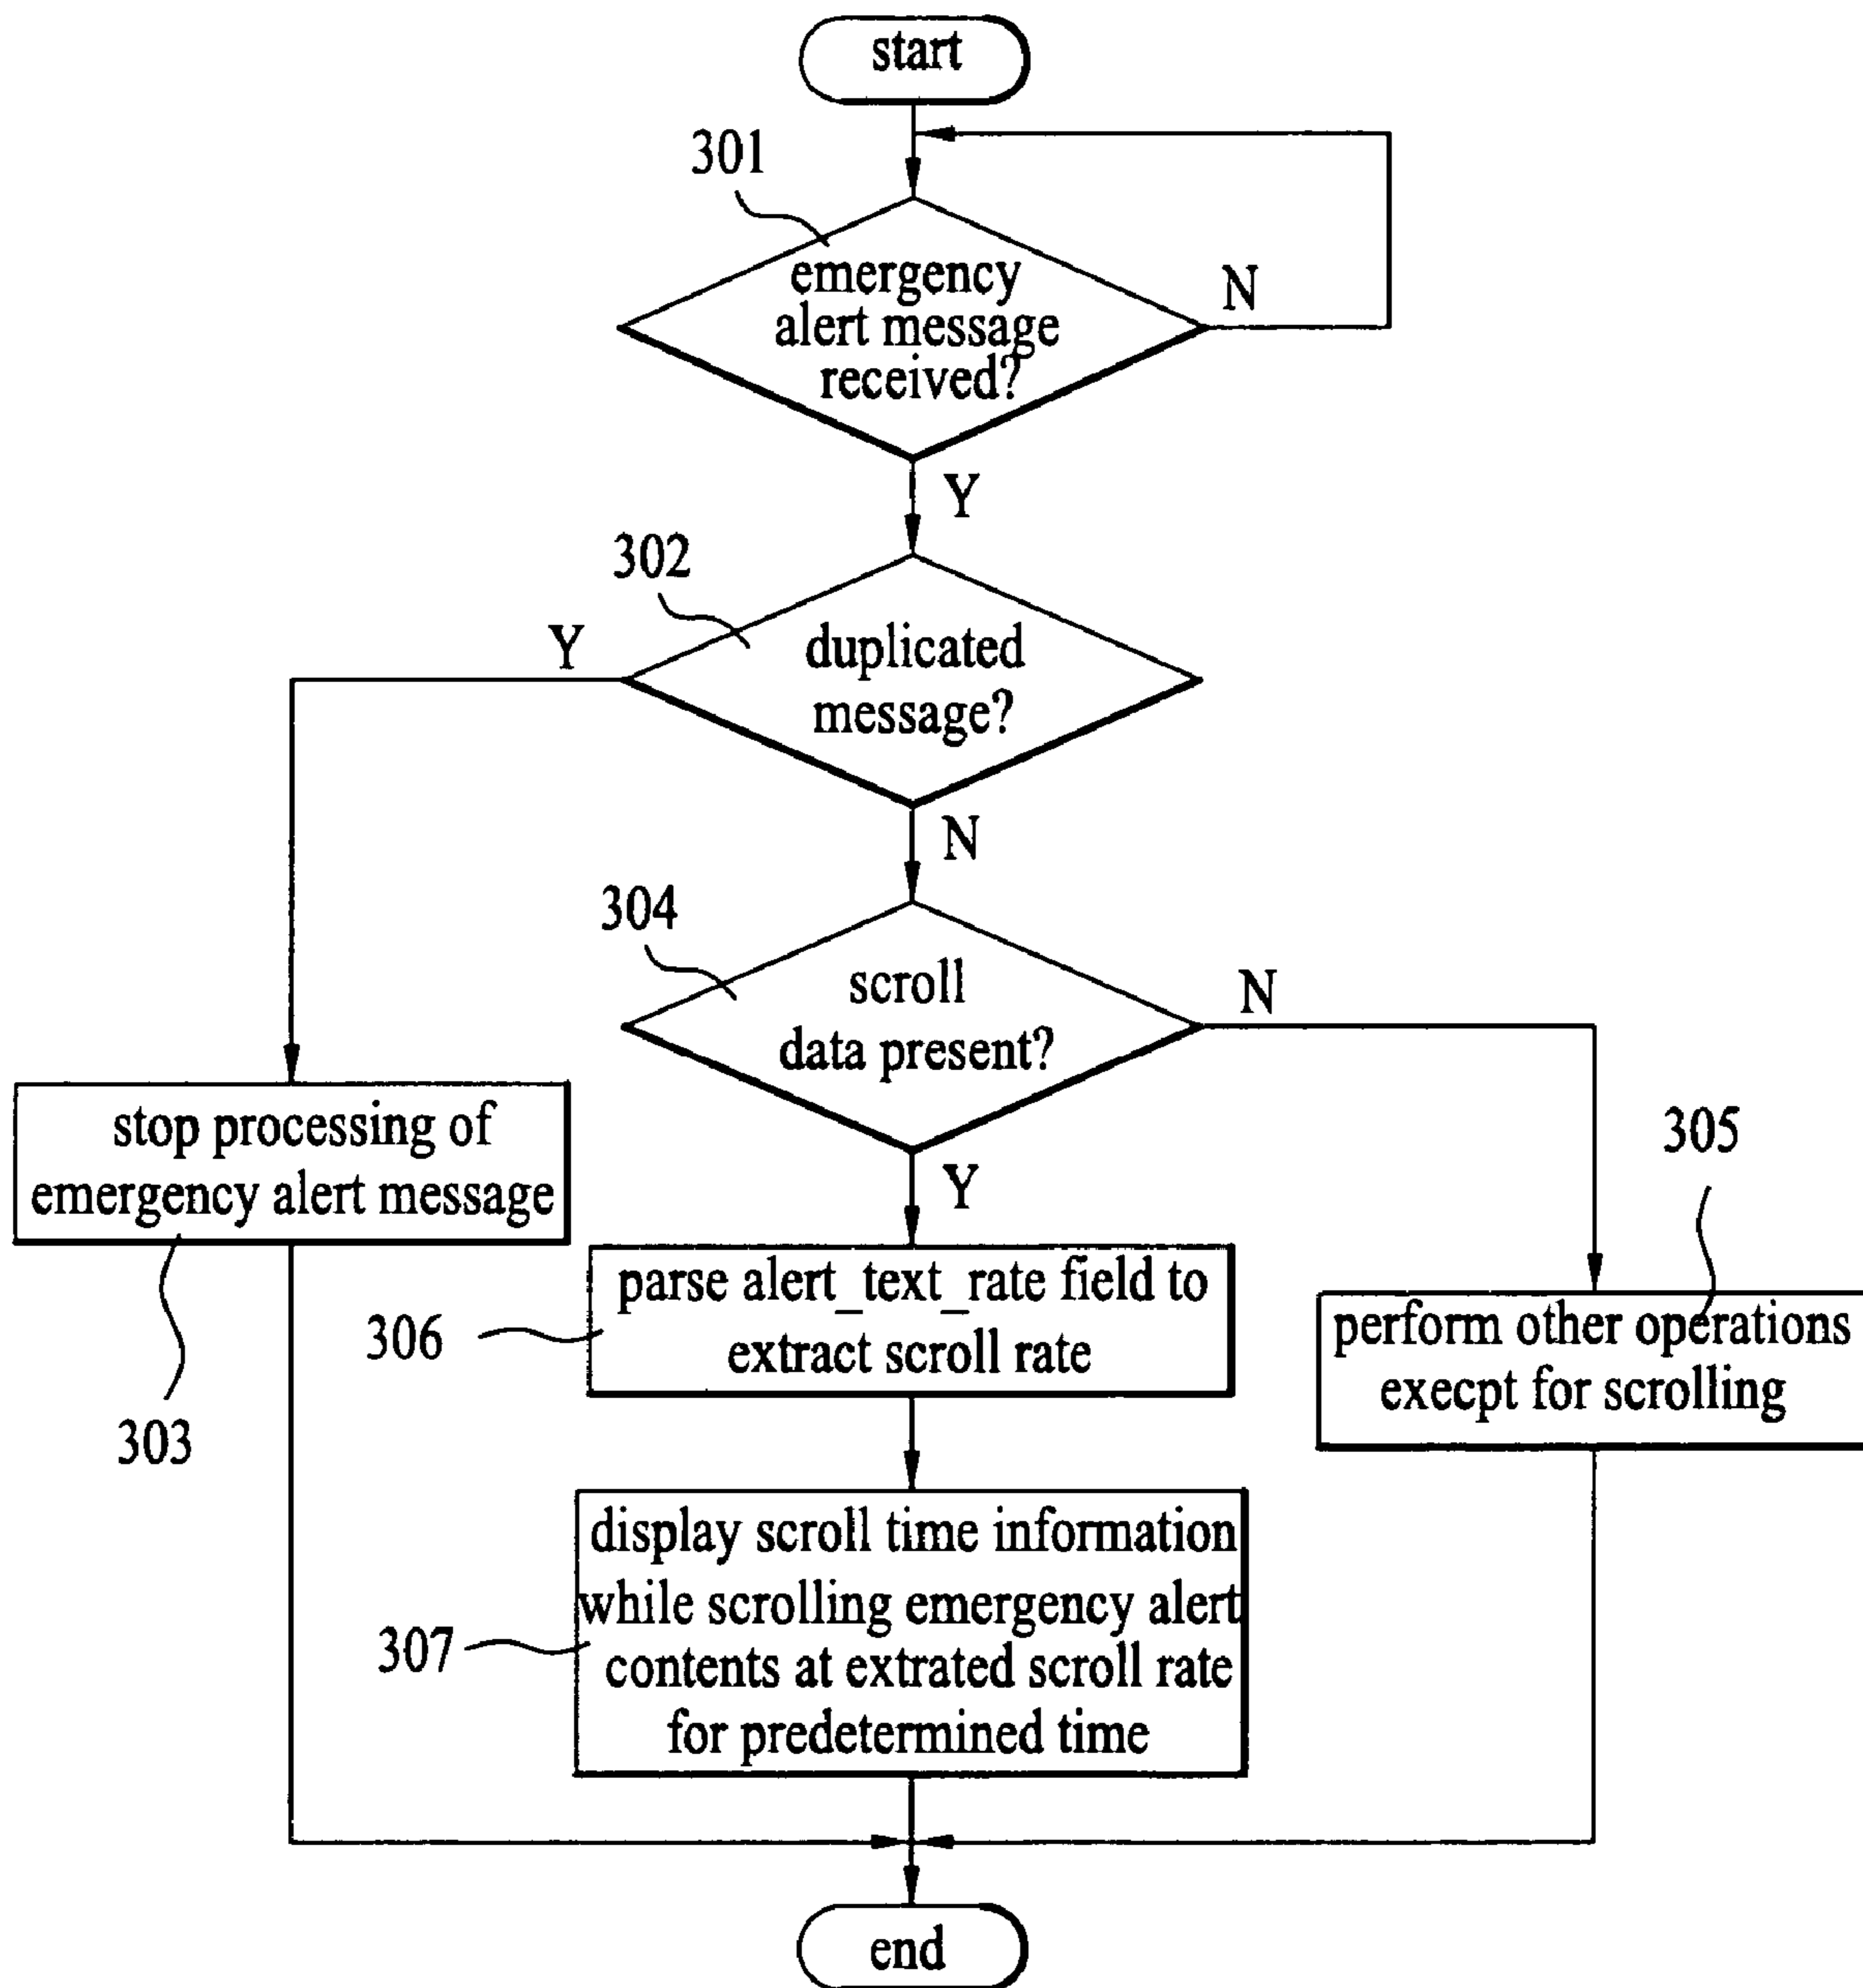 start
301
emergency
alert message
received?
N
Y
302
Y
duplicated
message?
N
304
scroll
data present?
N
stop processing of
emergency alert message
303
Y
305
parse alert_text_rate field to
extract scroll rate
306
perform other operations
execpt for scrolling
display scroll time information
while scrolling emergency alert
contents at extrated scroll rate
for predetermined time
307
end